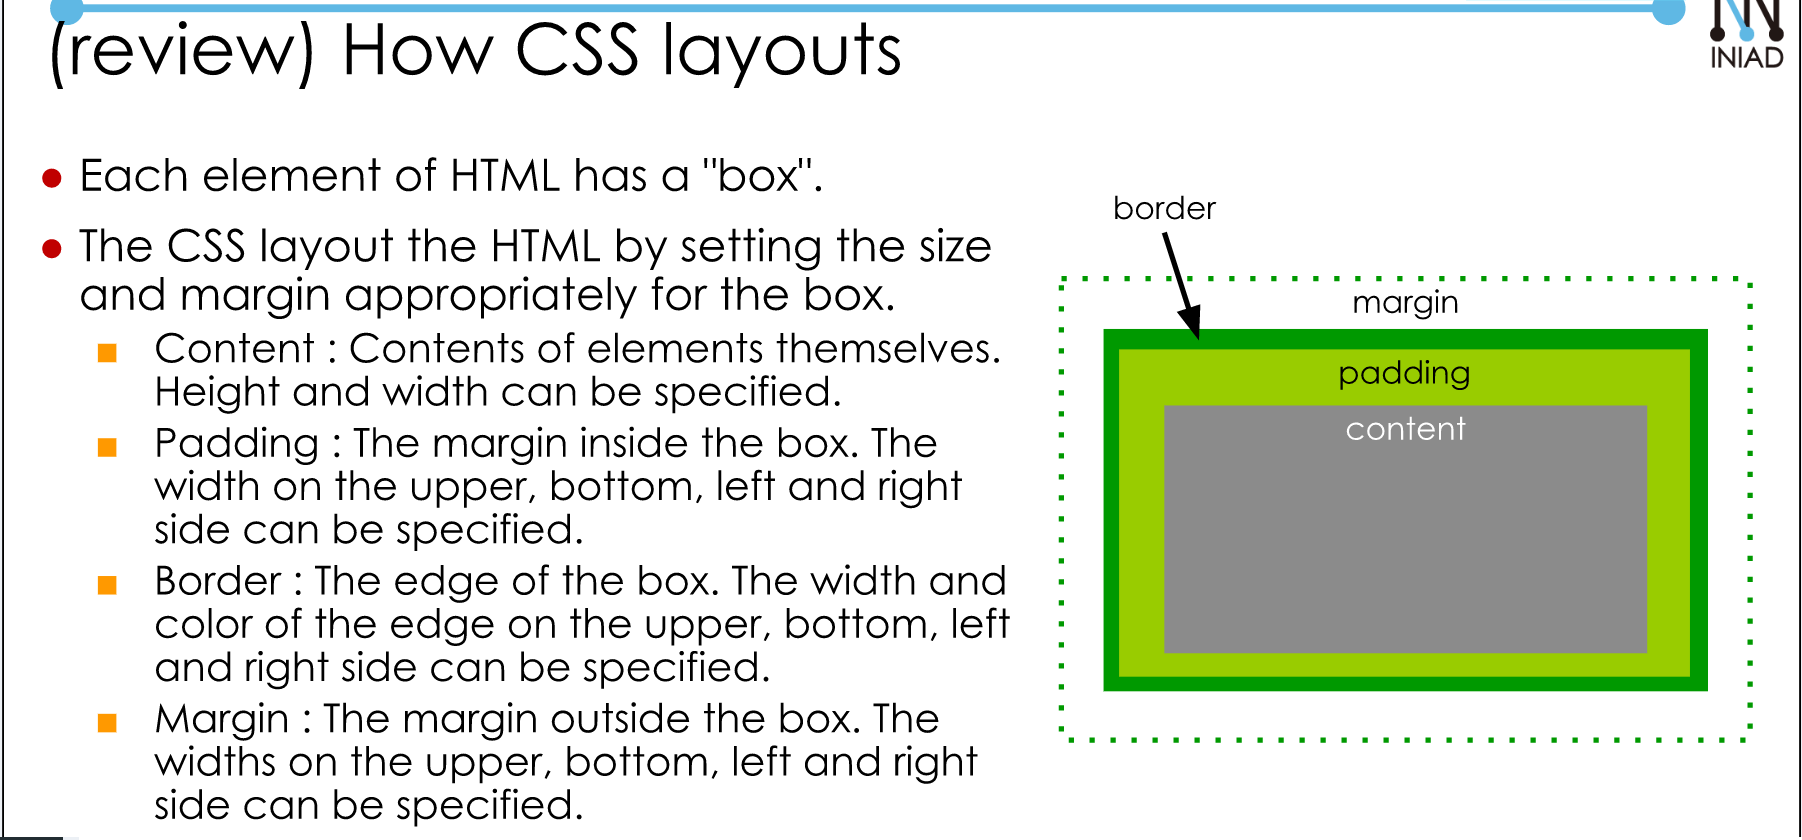 (review) How CSS layouts
INIAD
● Each element of HTML has a "box".
● The CSS layout the HTML by setting the size
and margin appropriately for the box.
■ Content : Contents of elements themselves.
Height and width can be specified.
■ Padding : The margin inside the box. The
width on the upper, bottom, left and right
side can be specified.
■ Border : The edge of the box. The width and
color of the edge on the upper, bottom, left
and right side can be specified.
■ Margin : The margin outside the box. The
widths on the upper, bottom, left and right
side can be specified.
border
margin
padding
content